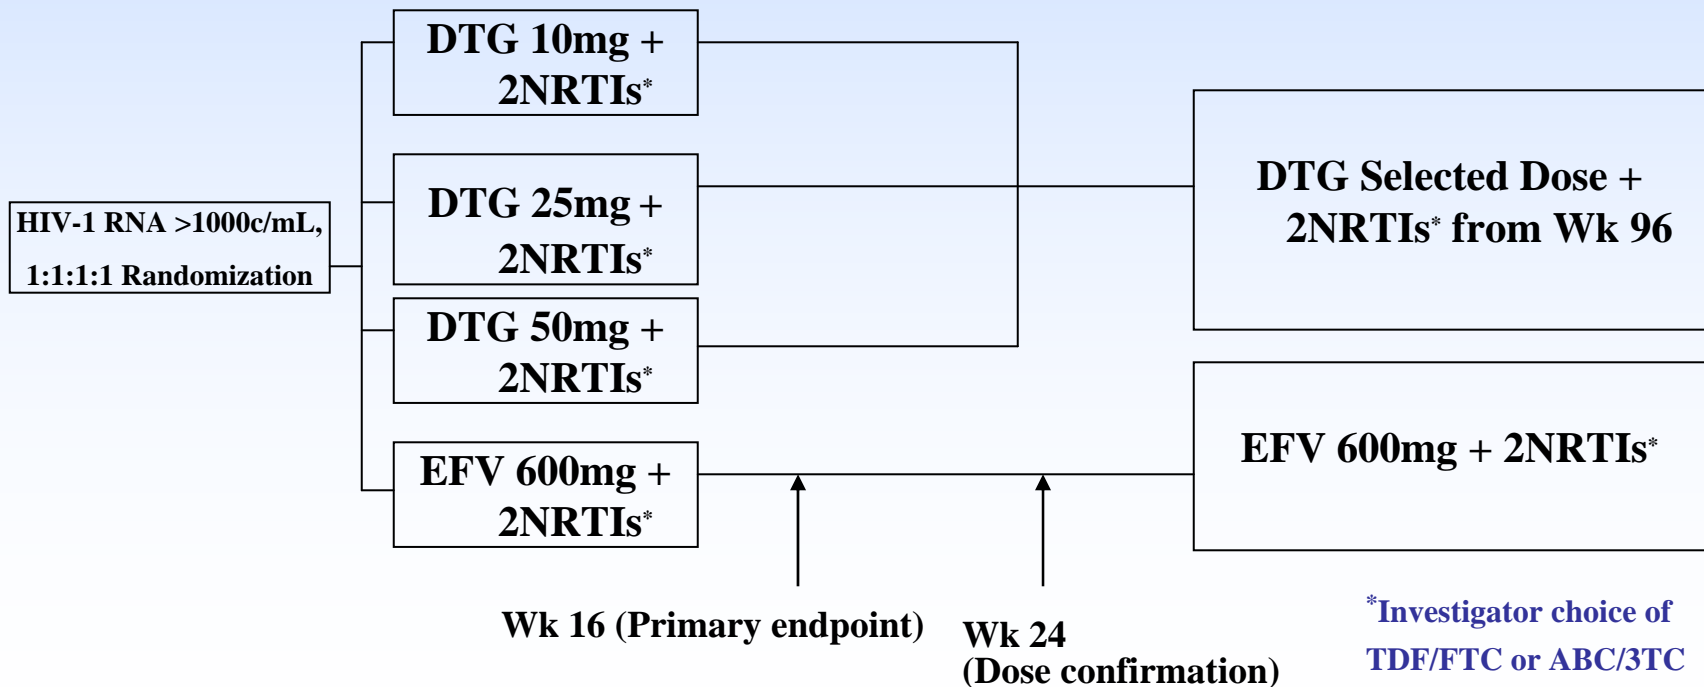 DTG 10mg +
2NRTIs*
DTG 25mg +
2NRTIs*
HIV-1 RNA >1000c/mL,
1:1:1:1 Randomization
DTG 50mg +
2NRTIs*
EFV 600mg +
2NRTIs*
DTG Selected Dose +
2NRTIs* from Wk 96
EFV 600mg + 2NRTIs*
Wk 16 (Primary endpoint)
Wk 24
(Dose confirmation)
*Investigator choice of
TDF/FTC or ABC/3TC